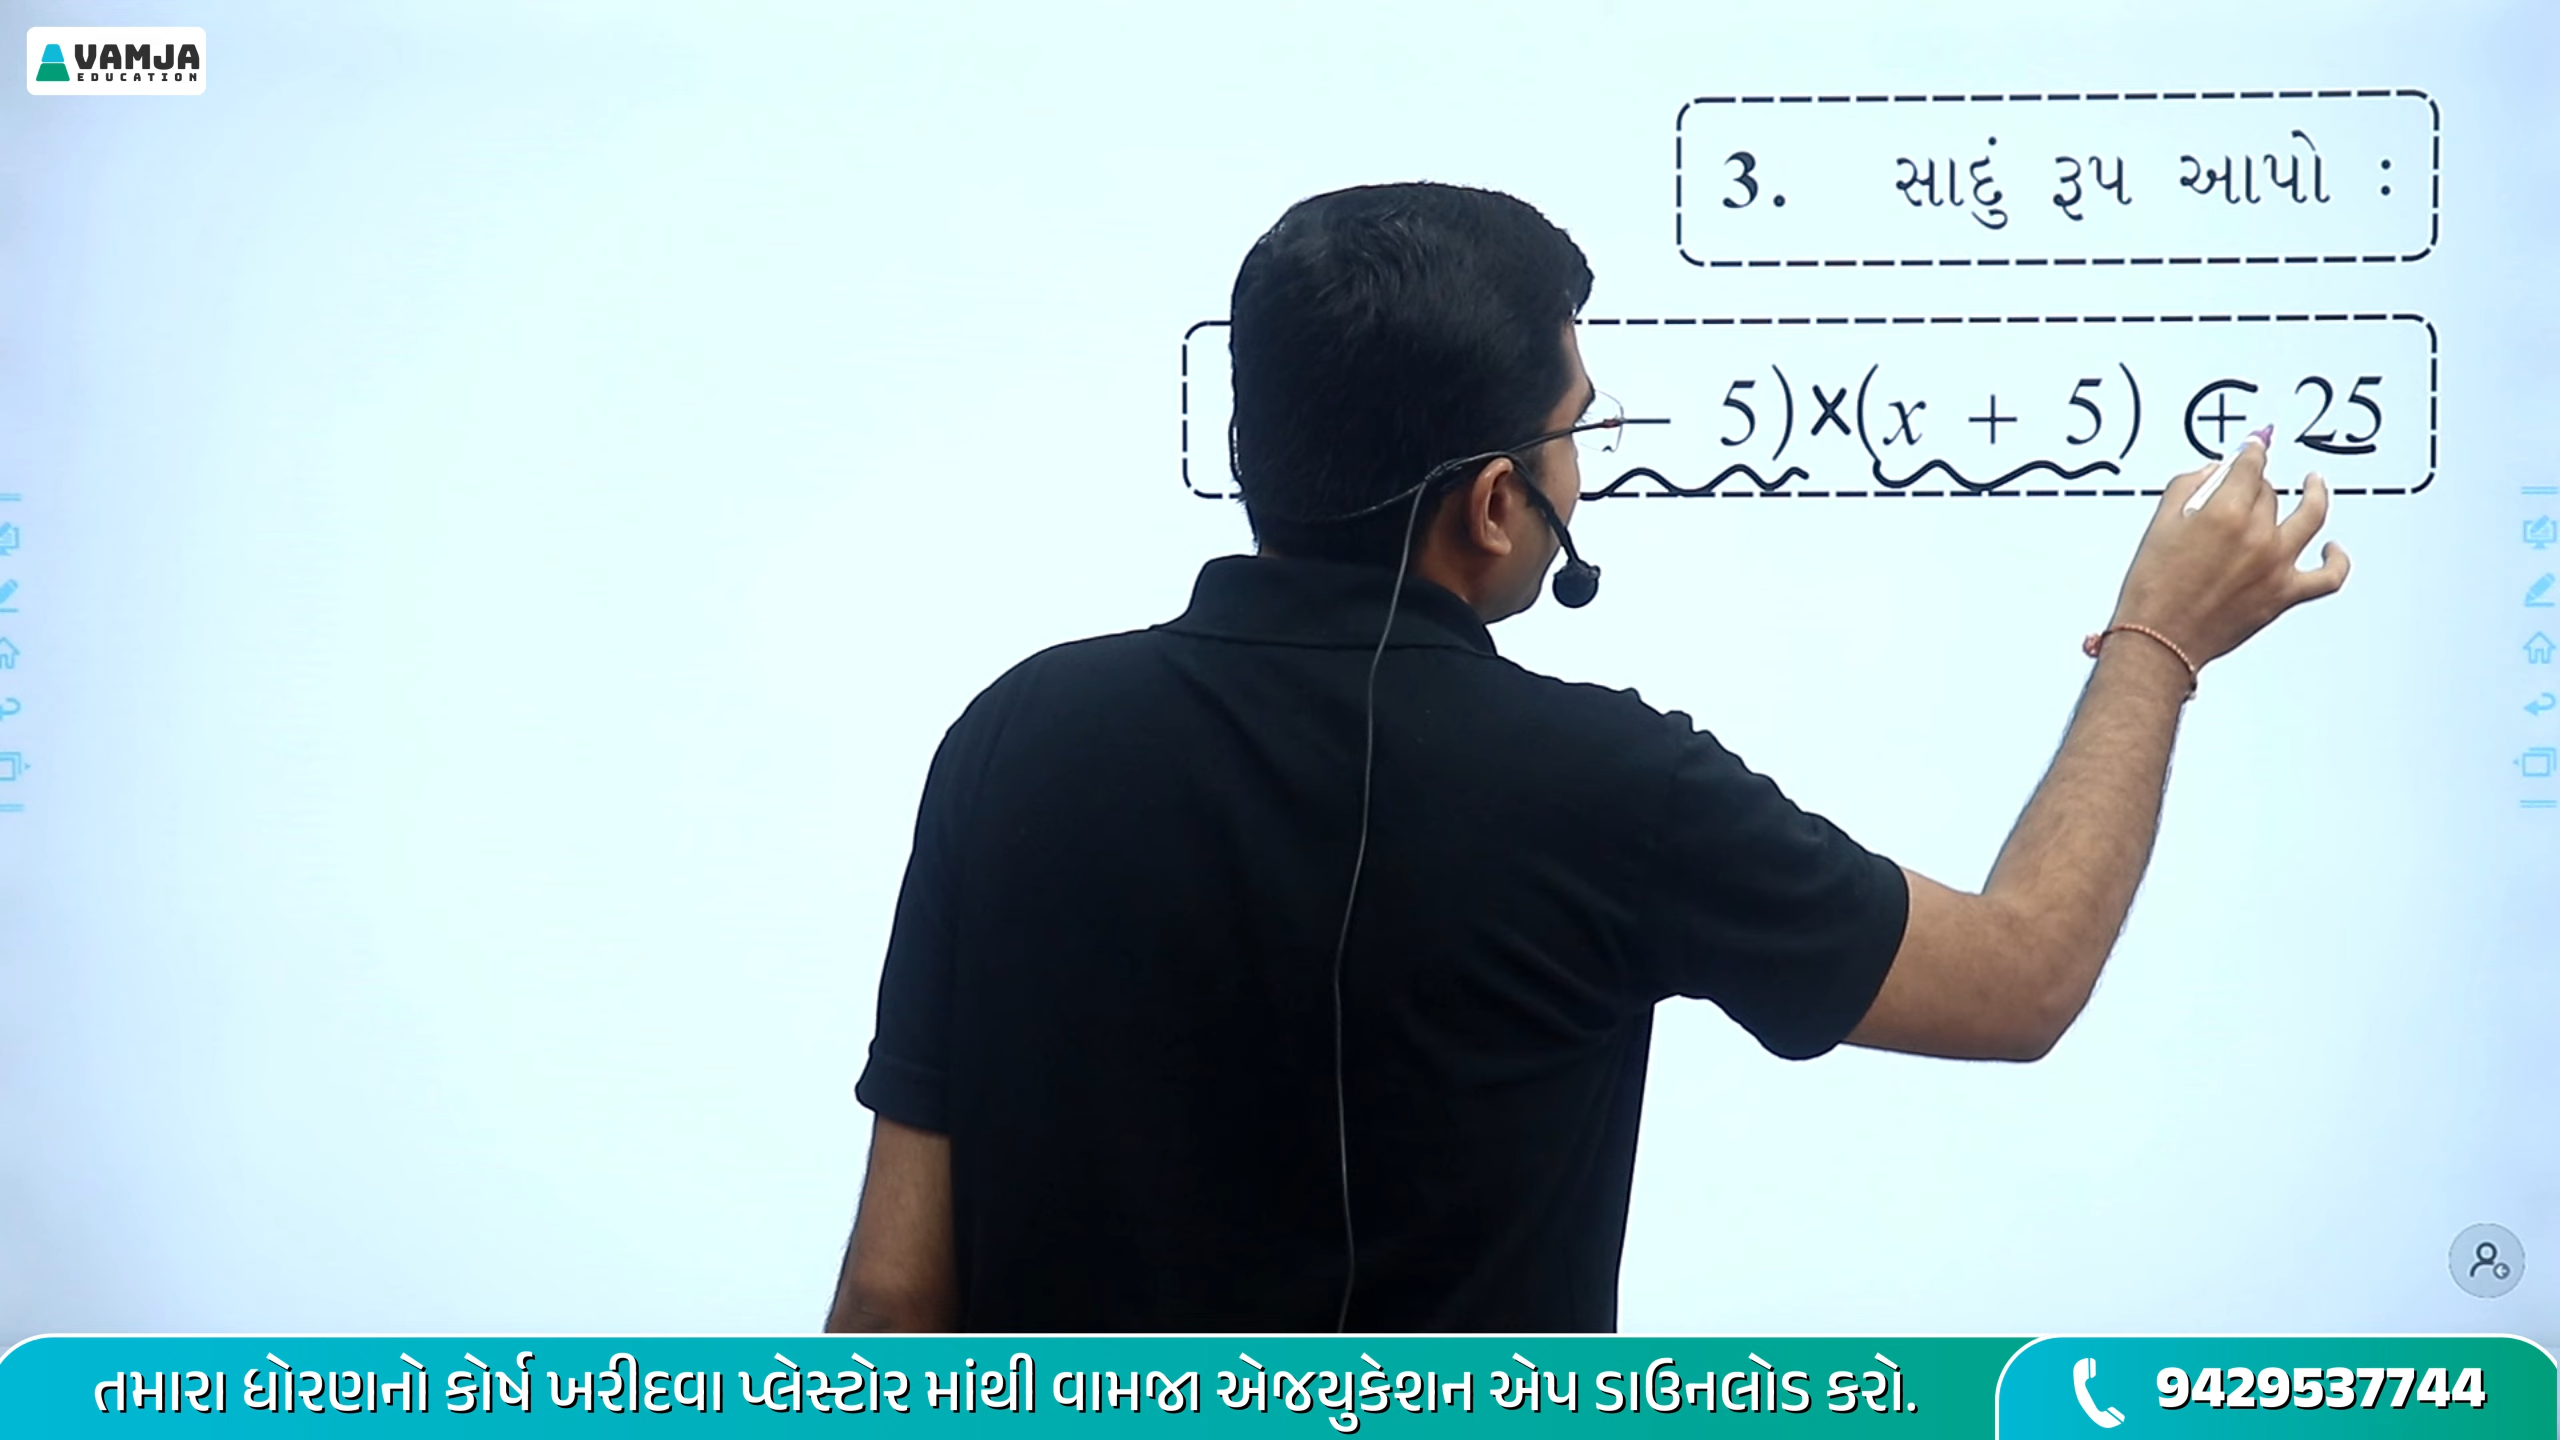 VAMJA
EDUCATION
3. સાદું રૂપ આપો :
– 5)×(x + 5) + 25
તમારા ધોરણનો કોર્ષ ખરીદવા પ્લેસ્ટોર માંથી વામજા એજ્યુકેશન એપ ડાઉનલોડ કરો.
9429537744